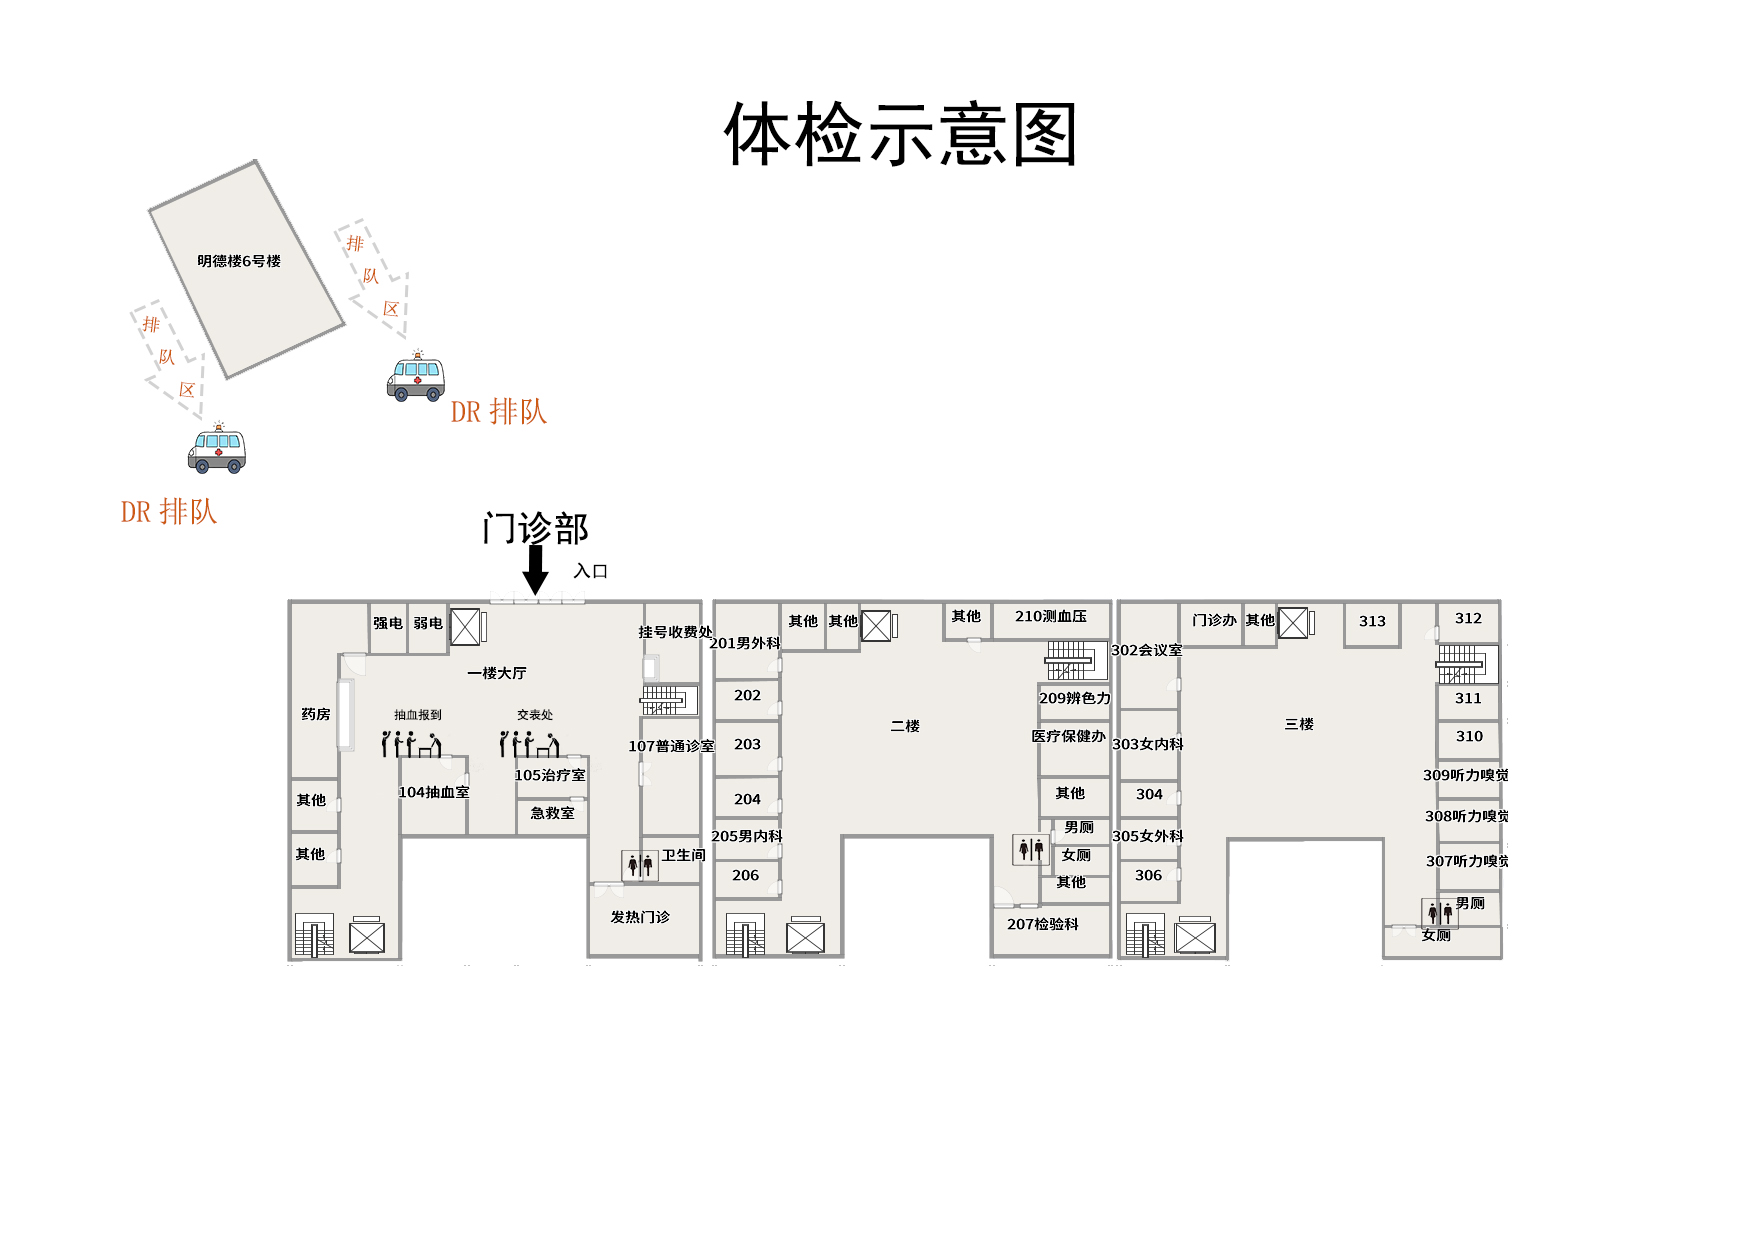 体检示意图
明德楼6号楼
排
队
区
排
队
区
DR 排队
DR 排队
门诊部
入口
强电
弱电
挂号收费处
一楼大厅
药房
抽血报到
交表处
107普通诊室
105治疗室
104抽血室
急救室
其他
其他
卫生间
发热门诊
201男外科
其他
其他
其他
210测血压
202
209辨色力
二楼
医疗保健办
203
其他
204
男厕
205男内科
女厕
206
其他
207检验科
302会议室
门诊办
其他
313
312
311
三楼
310
303女内科
309听力嗅觉
304
308听力嗅觉
305女外科
307听力嗅觉
306
男厕
女厕